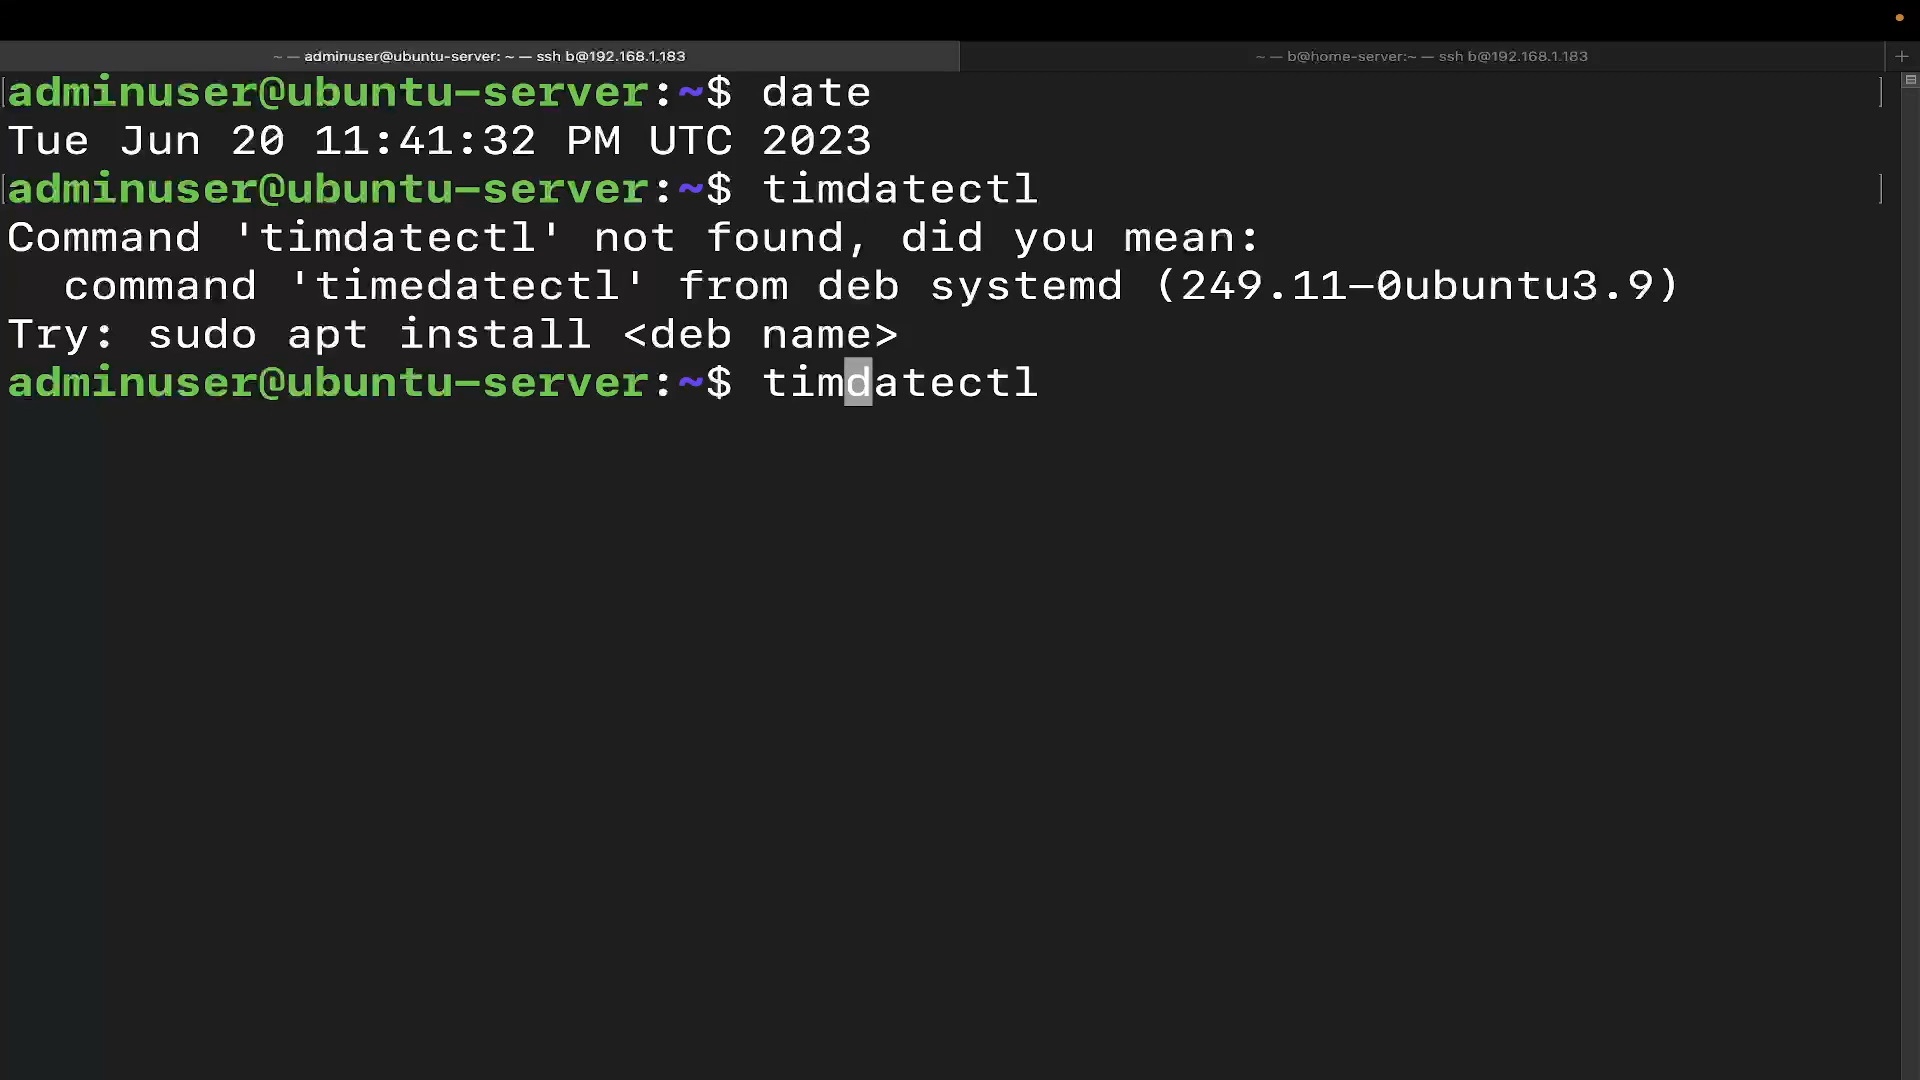 ~ — adminuser@ubuntu-server: ~ — ssh b@192.168.1.183
~ — b@home-server:~ — ssh b@192.168.1.183
+
[adminuser@ubuntu-server:~$ date ]
Tue Jun 20 11:41:32 PM UTC 2023
[adminuser@ubuntu-server:~$ timdatectl ]
Command 'timdatectl' not found, did you mean:
  command 'timedatectl' from deb systemd (249.11-0ubuntu3.9)
Try: sudo apt install <deb name>
adminuser@ubuntu-server:~$ timdatectl